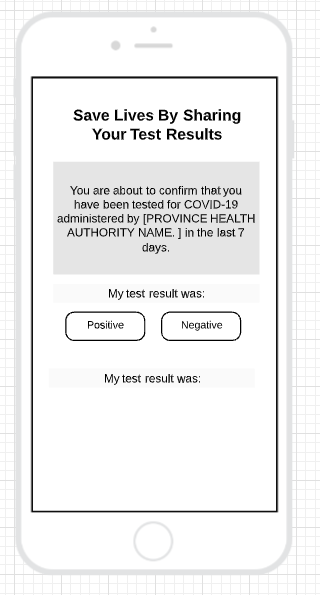 Save Lives By Sharing
Your Test Results
You are about to confirm that you
have been tested for COVID-19
administered by [PROVINCE HEALTH
AUTHORITY NAME. ] in the last 7
days.
My test result was:
Positive Negative
My test result was: